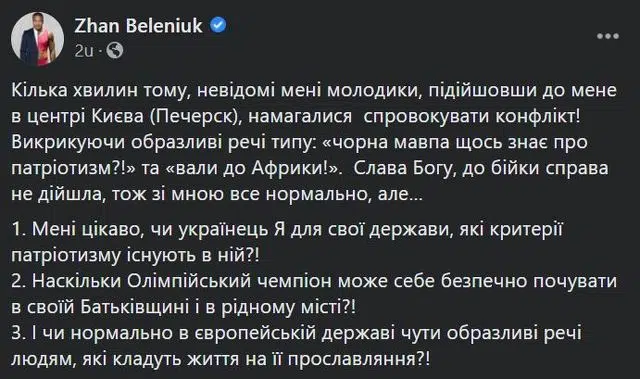 Zhan Beleniuk
2u
Кілька хвилин тому, невідомі мені молодики, підійшовши до мене
в центрі Києва (Печерск), намагалися спровокувати конфлікт!
Викрикуючи образливі речі типу: «чорна мавпа щось знає про
патріотизм?!» та «вали до Африки!». Слава Богу, до бійки справа
не дійшла, тож зі мною все нормально, але...
1. Мені цікаво, чи українець Я для свої держави, які критерії
патріотизму існують в ній?!
2. Наскільки Олімпійський чемпіон може себе безпечно почувати
в своїй Батьківщині і в рідному місті?!
3. І чи нормально в європейській державі чути образливі речі
людям, які кладуть життя на її прославляння?!